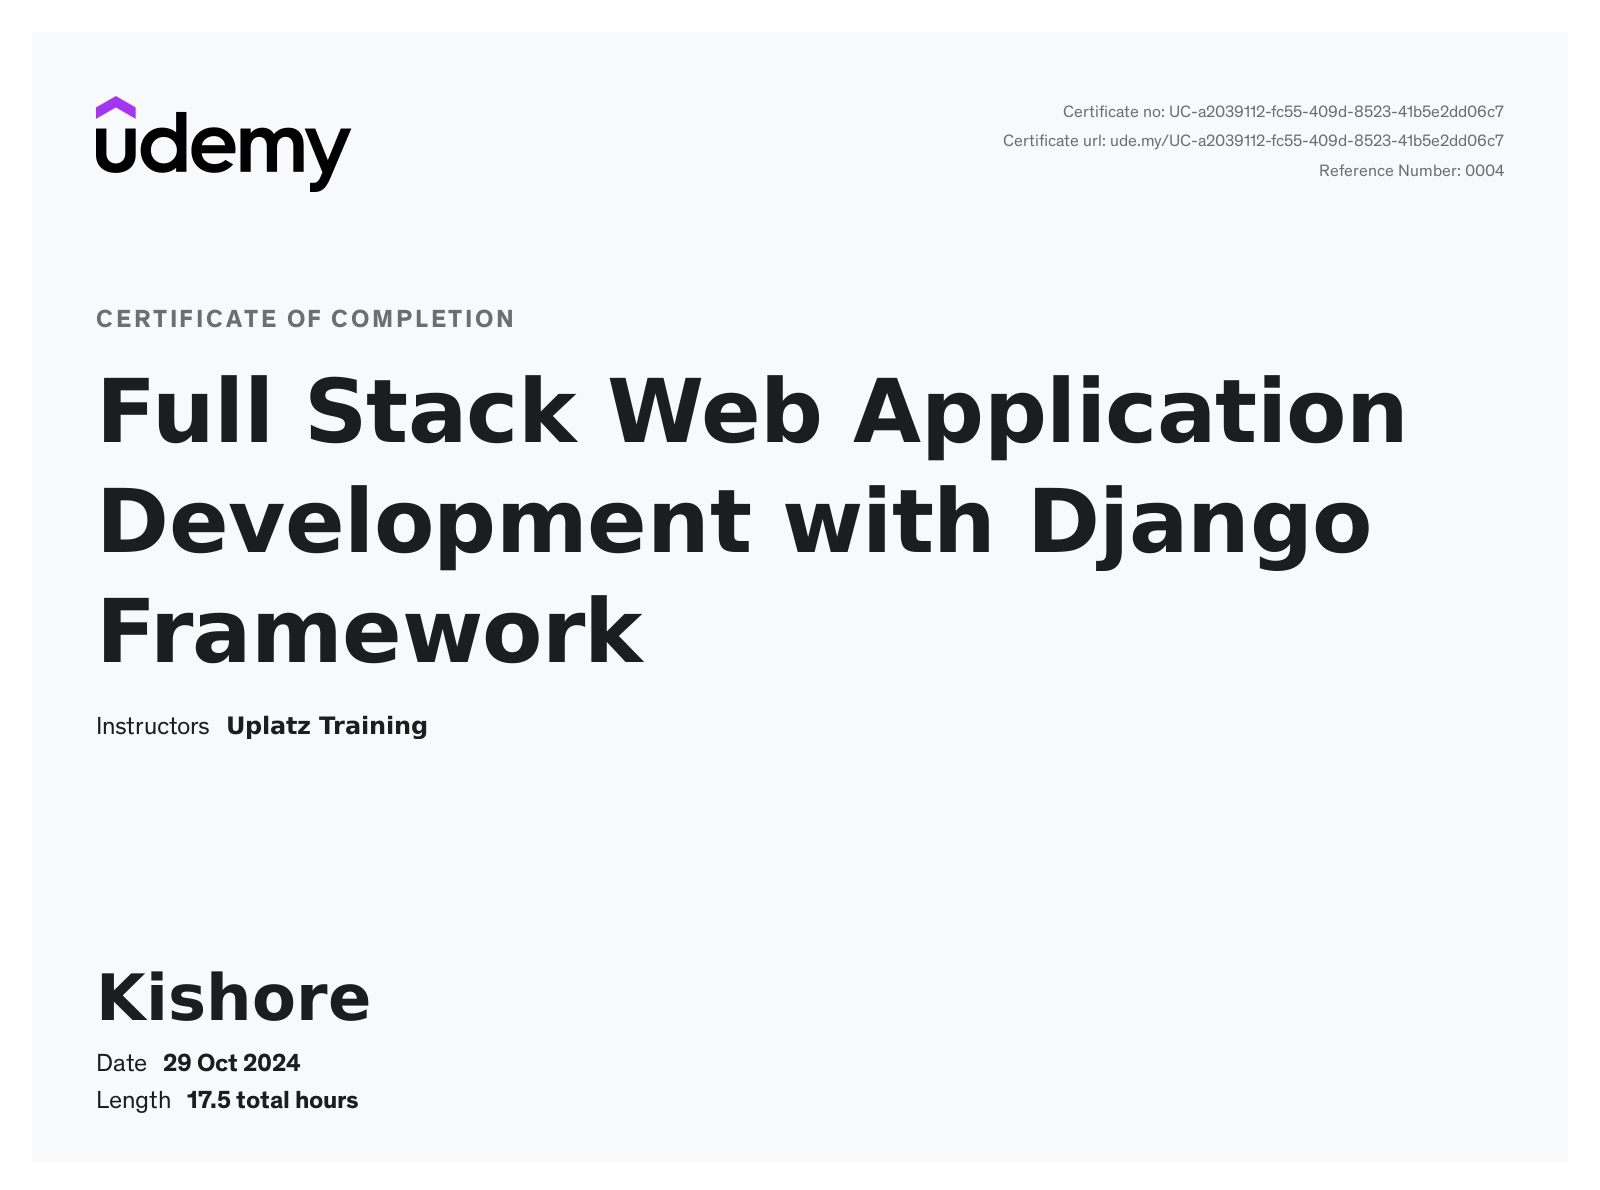 udemy
Certificate no: UC-a2039112-fc55-409d-8523-41b5e2dd06c7
Certificate url: ude.my/UC-a2039112-fc55-409d-8523-41b5e2dd06c7
Reference Number: 0004
CERTIFICATE OF COMPLETION
Full Stack Web Application
Development with Django
Framework
Instructors Uplatz Training
Kishore
Date 29 Oct 2024
Length 17.5 total hours